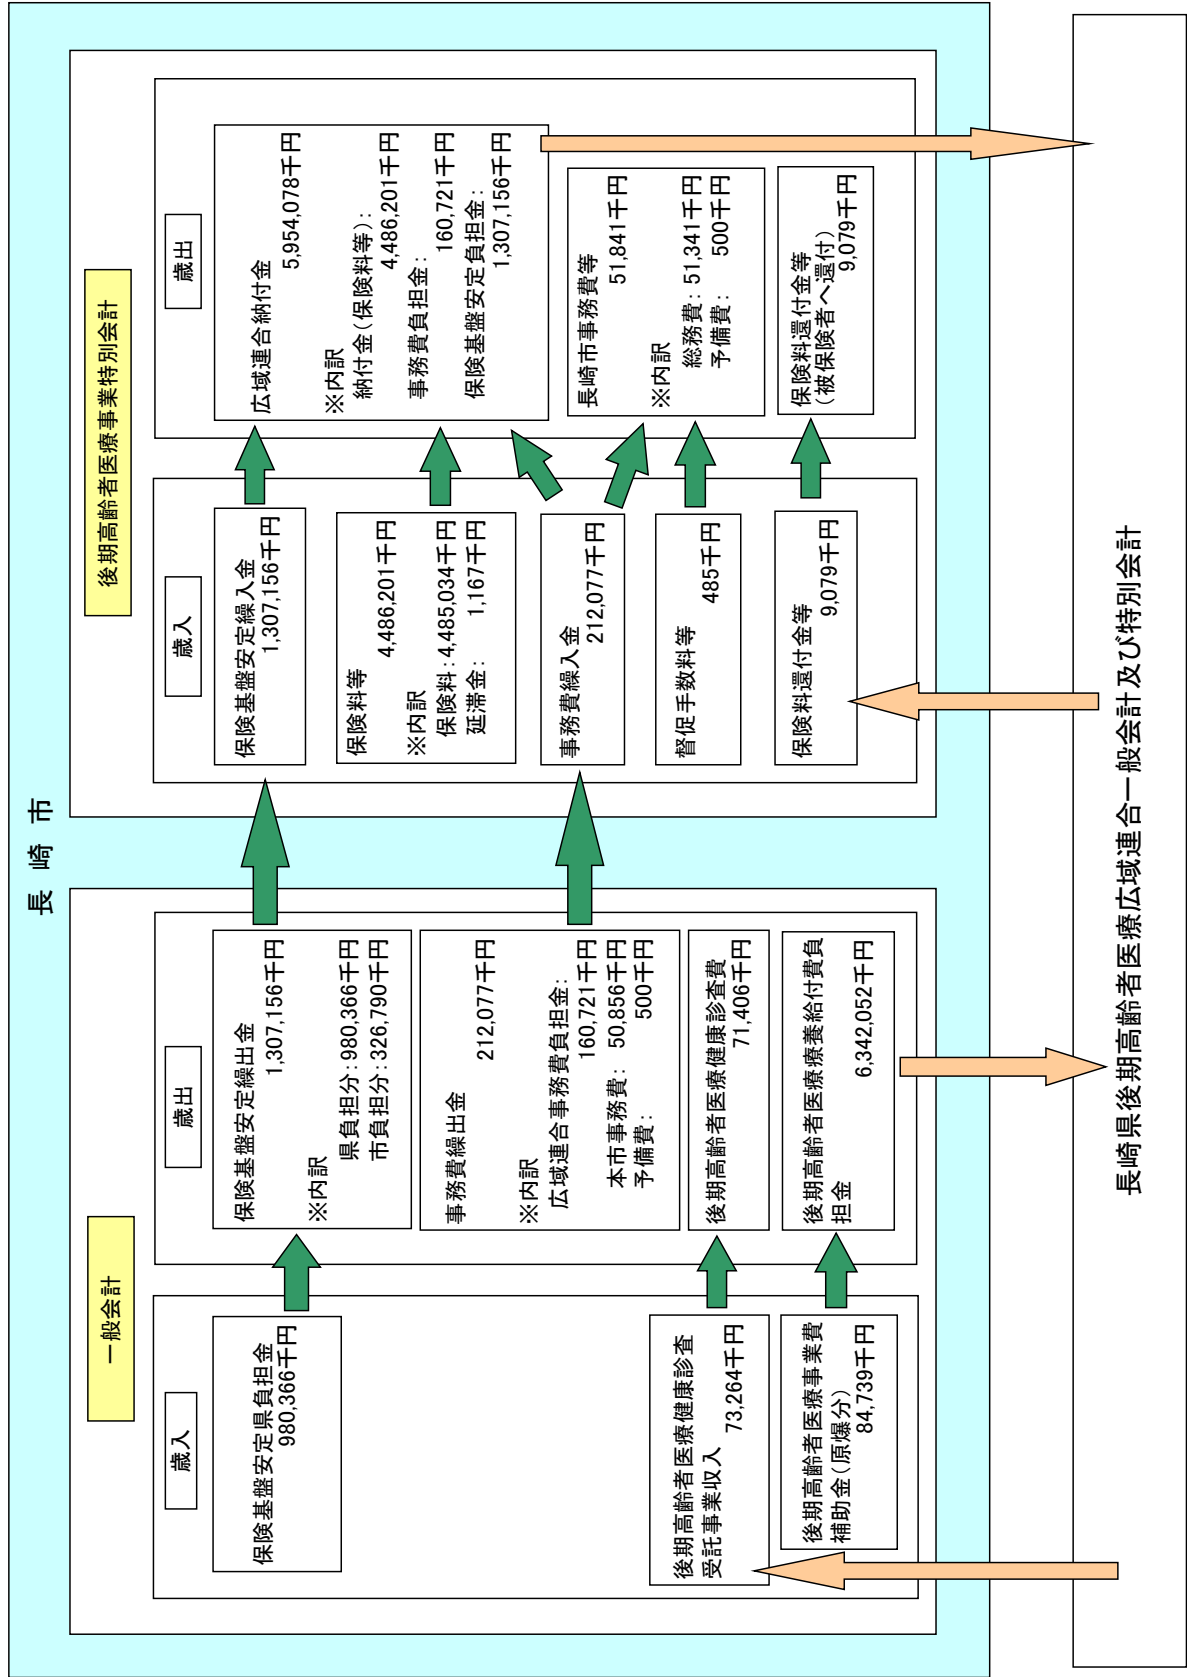 長 崎 市
一般会計
歳入
保険基盤安定県負担金
980,366千円
後期高齢者医療健康診査
受託事業収入
73,264千円
後期高齢者医療事業費
補助金(原爆分)
84,739千円
歳出
保険基盤安定繰出金
1,307,156千円
※内訳
県負担分:980,366千円
市負担分:326,790千円
事務費繰出金
212,077千円
※内訳
広域連合事務費負担金:
160,721千円
本市事務費: 50,856千円
予備費: 500千円
後期高齢者医療健康診査費
71,406千円
後期高齢者医療療養給付費負
担金
6,342,052千円
後期高齢者医療事業特別会計
歳入
保険基盤安定繰入金
1,307,156千円
保険料等
4,486,201千円
※内訳
保険料:4,485,034千円
延滞金: 1,167千円
事務費繰入金
212,077千円
督促手数料等
485千円
保険料還付金等
9,079千円
歳出
広域連合納付金
5,954,078千円
※内訳
納付金(保険料等):
4,486,201千円
事務費負担金:
160,721千円
保険基盤安定負担金:
1,307,156千円
長崎市事務費等
51,841千円
※内訳
総務費:51,341千円
予備費: 500千円
保険料還付金等
(被保険者へ還付)
9,079千円
長崎県後期高齢者医療広域連合一般会計及び特別会計